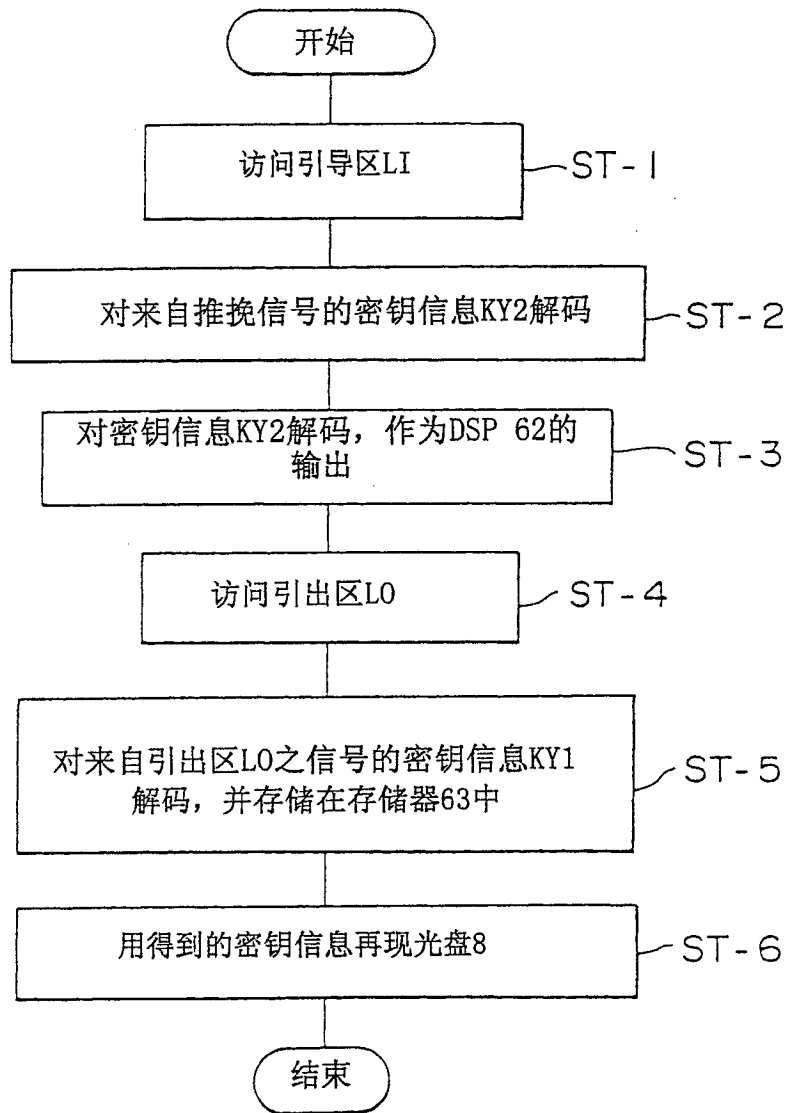 开始
访问引导区LI
ST-1
对来自推挽信号的密钥信息KY2解码
ST-2
对密钥信息KY2解码，作为DSP 62的
输出
ST-3
访问引出区LO
ST-4
对来自引出区LO之信号的密钥信息KY1
解码，并存储在存储器63中
ST-5
用得到的密钥信息再现光盘8
ST-6
结束